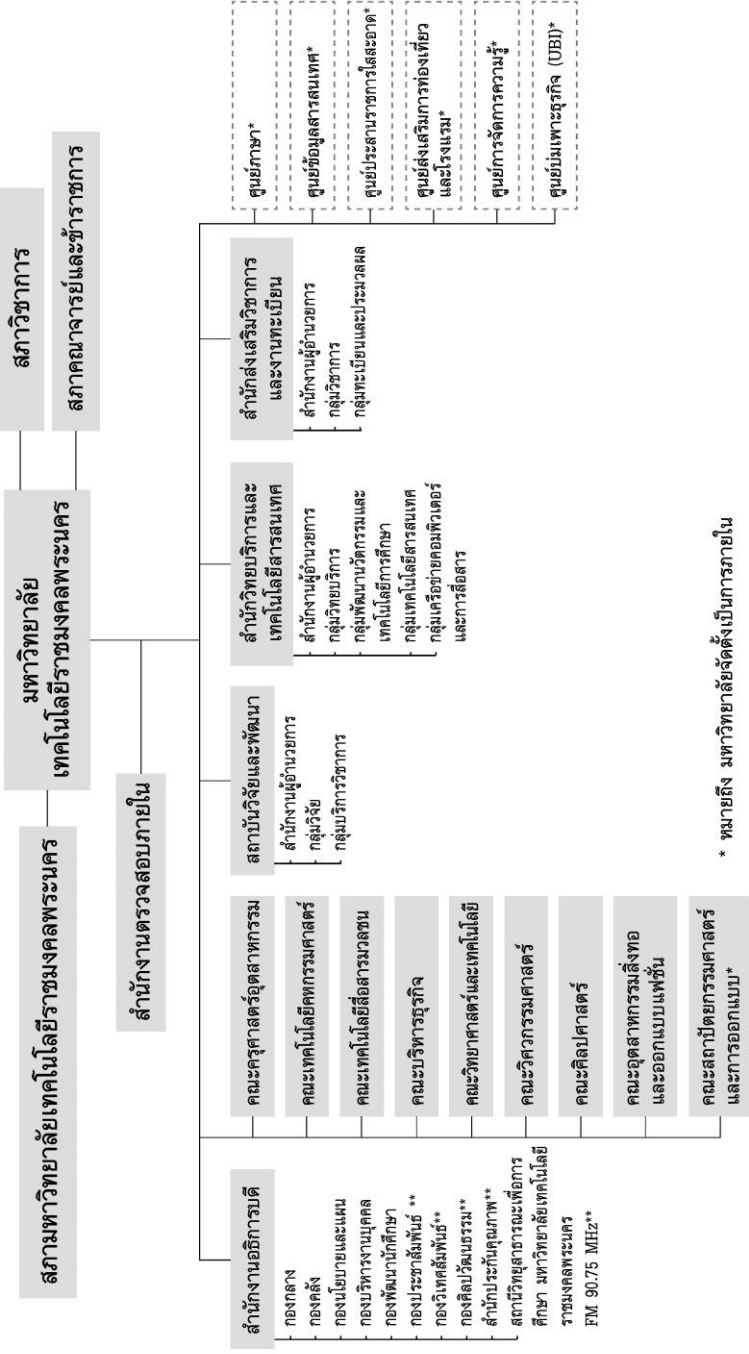 สภามหาวิทยาลัยเทคโนโลยีราชมงคลพระนคร
มหาวิทยาลัย
เทคโนโลยีราชมงคลพระนคร
สภาวิชาการ
สภาคณาจารย์และข้าราชการ
สำนักงานตรวจสอบภายใน
สำนักงานอธิการบดี
กองกลาง
กองคลัง
กองนโยบายและแผน
กองบริหารงานบุคคล
กองพัฒนานักศึกษา
กองประชาสัมพันธ์ **
กองวิเทศสัมพันธ์**
กองศิลปวัฒนธรรม**
สำนักประกันคุณภาพ**
สถานีวิทยุสาธารณะเพื่อการ
ศึกษา มหาวิทยาลัยเทคโนโลยี
ราชมงคลพระนคร
FM 90.75 MHz**
คณะครุศาสตร์อุตสาหกรรม
คณะเทคโนโลยีคหกรรมศาสตร์
คณะเทคโนโลยีสื่อสารมวลชน
คณะบริหารธุรกิจ
คณะวิทยาศาสตร์และเทคโนโลยี
คณะวิศวกรรมศาสตร์
คณะศิลปศาสตร์
คณะอุตสาหกรรมสิ่งทอ
และออกแบบแฟชั่น
คณะสถาปัตยกรรมศาสตร์
และการออกแบบ*
สถาบันวิจัยและพัฒนา
สำนักงานผู้อำนวยการ
กลุ่มวิจัย
กลุ่มบริการวิชาการ
สำนักวิทยบริการและ
เทคโนโลยีสารสนเทศ
สำนักงานผู้อำนวยการ
กลุ่มวิทยบริการ
กลุ่มพัฒนานวัตกรรมและ
เทคโนโลยีการศึกษา
กลุ่มเทคโนโลยีสารสนเทศ
กลุ่มเครือข่ายคอมพิวเตอร์
และการสื่อสาร
สำนักส่งเสริมวิชาการ
และงานทะเบียน
สำนักงานผู้อำนวยการ
กลุ่มวิชาการ
กลุ่มทะเบียนและประมวลผล
ศูนย์ภาษา*
ศูนย์ข้อมูลสารสนเทศ*
ศูนย์ประสานราชการใสสะอาด*
ศูนย์ส่งเสริมการท่องเที่ยว
และโรงแรม*
ศูนย์การจัดการความรู้*
ศูนย์บ่มเพาะธุรกิจ (UBI)*
* หมายถึง มหาวิทยาลัยจัดตั้งเป็นการภายใน